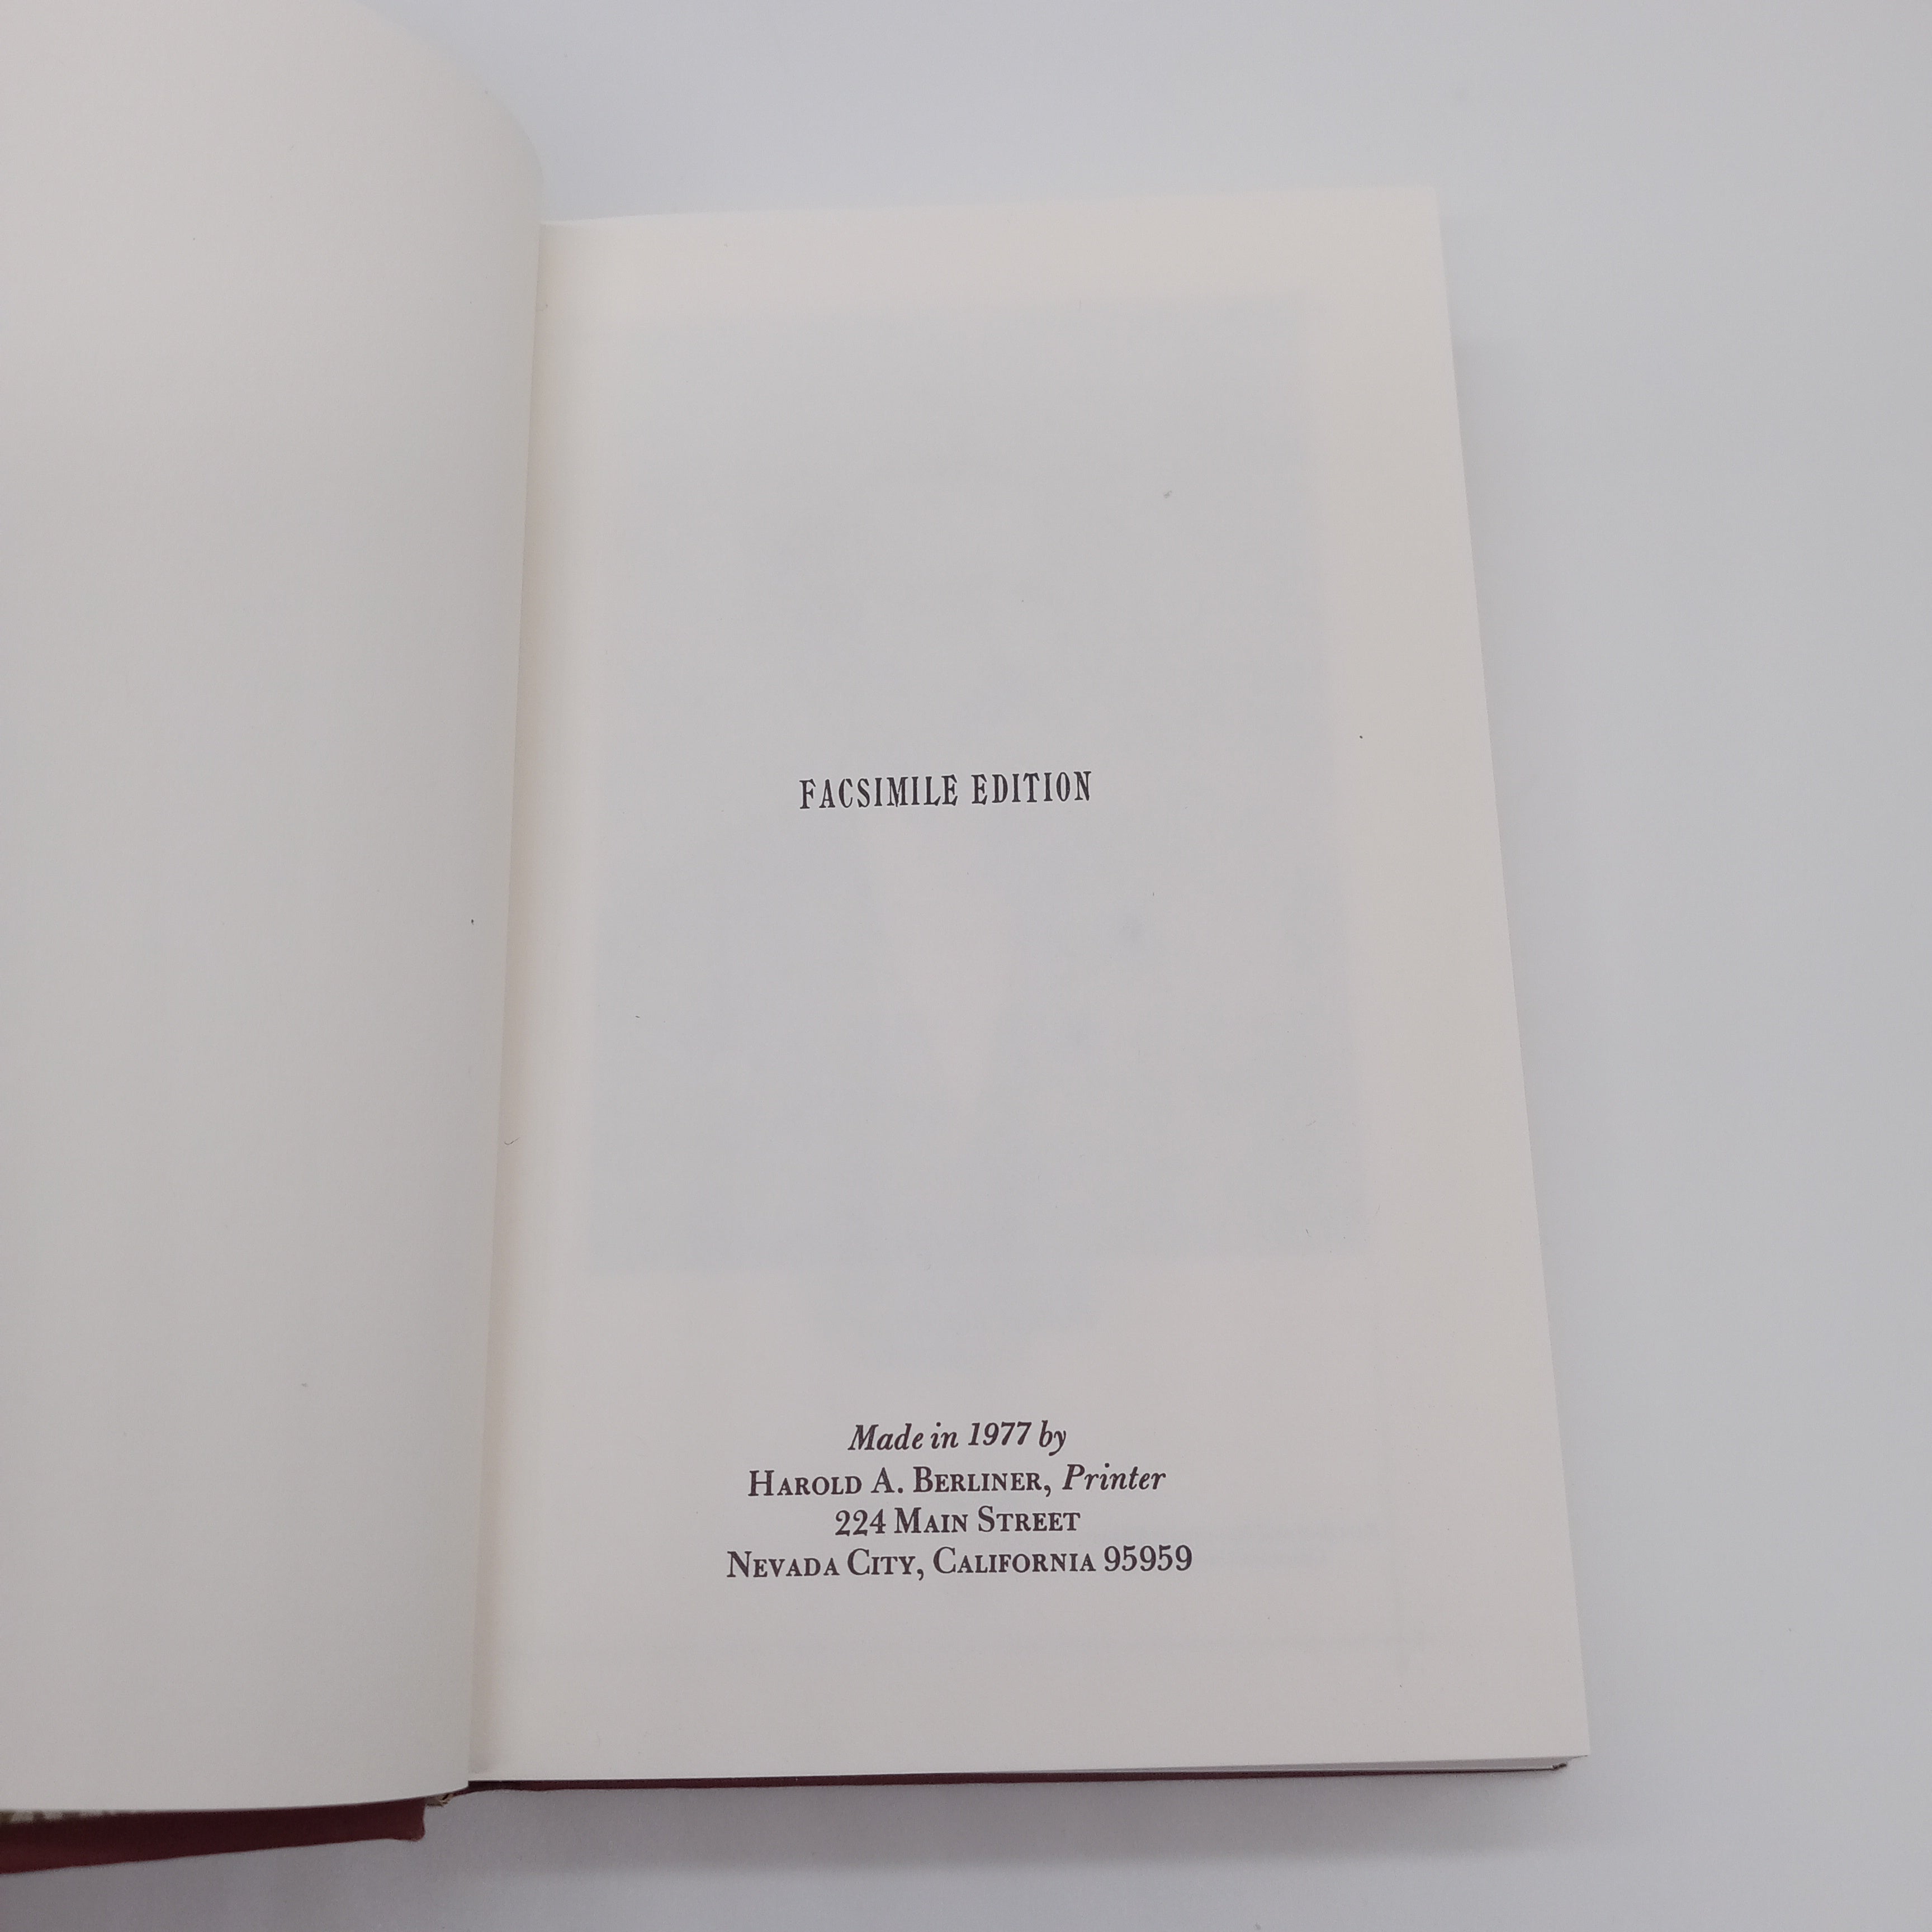 FACSIMILE EDITION
Made in 1977 by
HAROLD A. BERLINER, Printer
224 MAIN STREET
NEVADA CITY, CALIFORNIA 95959